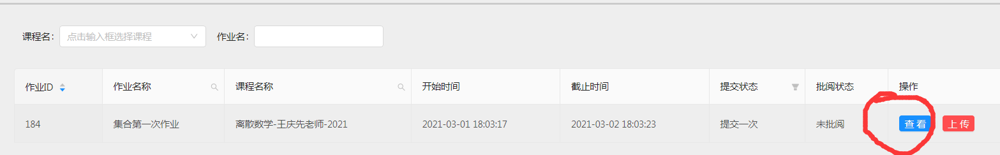 课程名： 点击输入框选择课程 作业名：
作业ID 作业名称 课程名称 开始时间 截止时间 提交状态 批阅状态 操作
184 集合第一次作业 离散数学-王庆先老师-2021 2021-03-01 18:03:17 2021-03-02 18:03:23 提交一次 未批阅 查看 上传